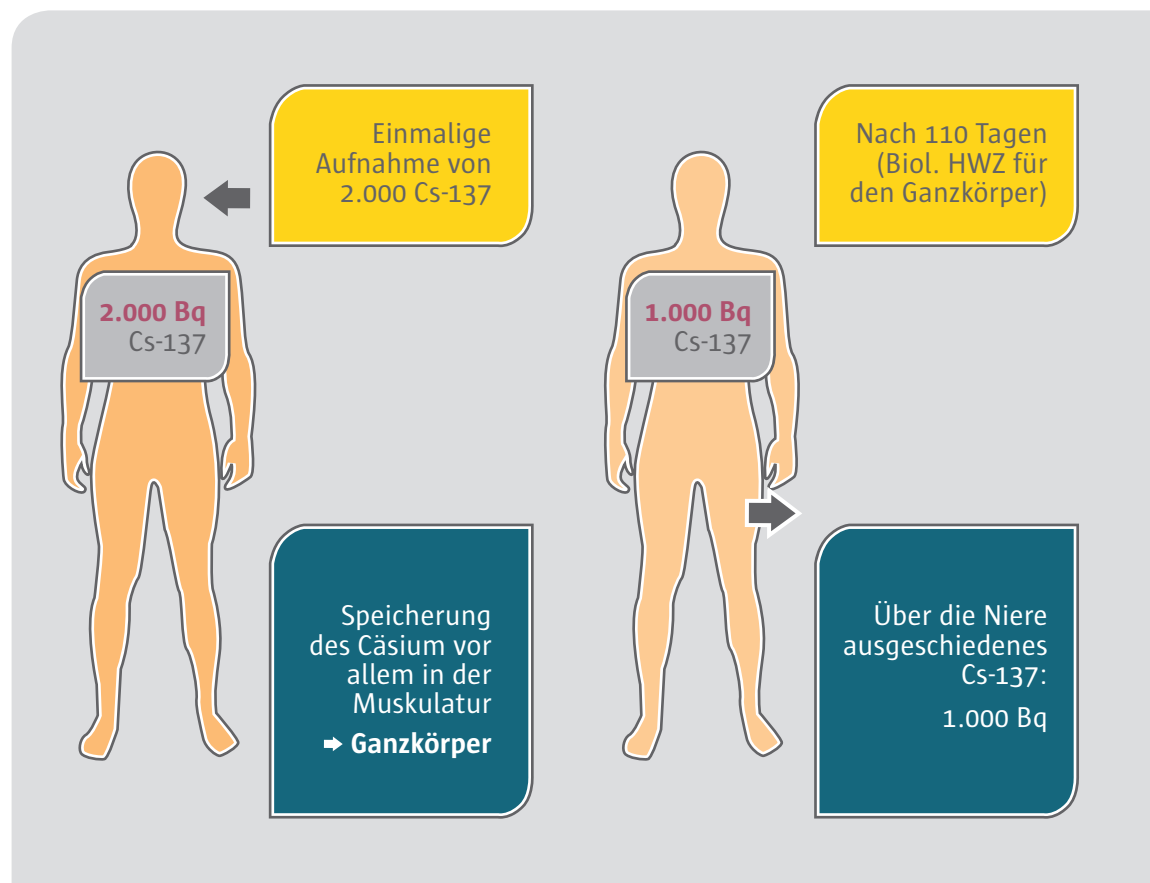 Einmalige
Aufnahme von
2.000 Cs-137
2.000 Bq
Cs-137
Speicherung
des Cäsium vor
allem in der
Muskulatur
➡ Ganzkörper
Nach 110 Tagen
(Biol. HWZ für
den Ganzkörper)
1.000 Bq
Cs-137
Über die Niere
ausgeschiedenes
Cs-137:
1.000 Bq